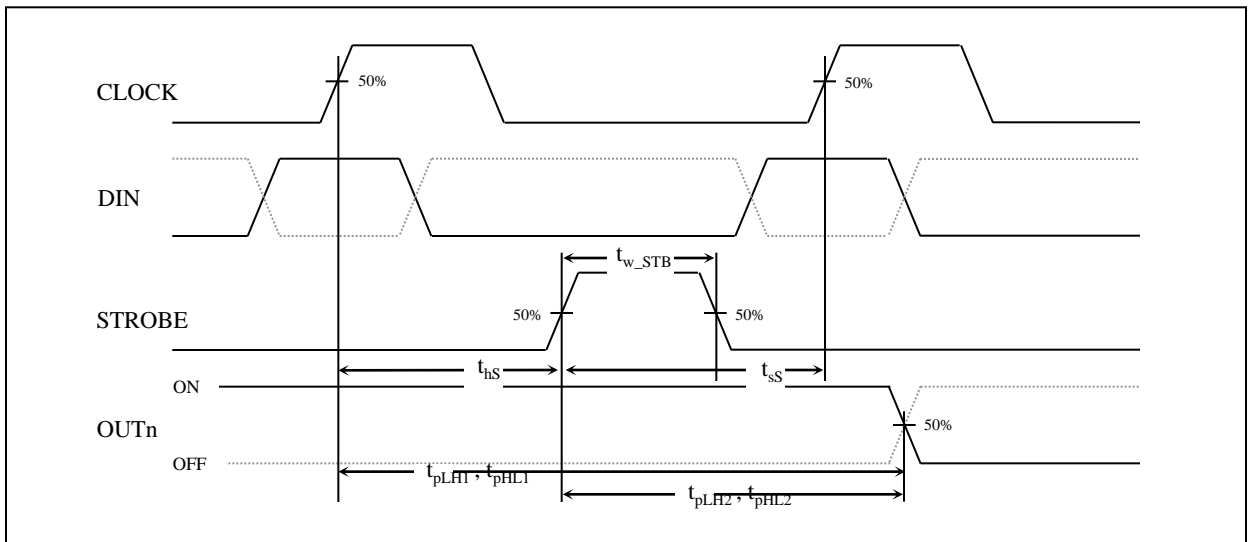 CLOCK
50%
50%
DIN
t_w_STB
STROBE
50%
50%
t_hS
t_sS
ON
OUTn
50%
OFF
t_pLH1 , t_pHL1
t_pLH2 , t_pHL2